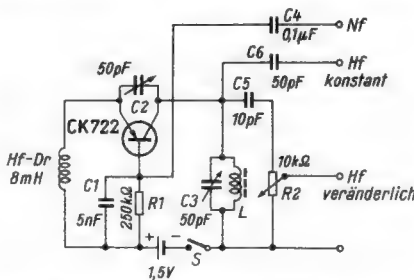 C4
Nf
0,1µF
C6
Hf
konstant
50pF
50pF
C2
C5
10pF
CK722
Hf-Dr
8mH
10kΩ
Hf
veränderlich
R2
C1
5nF
250kΩ
R1
C3
50pF
L
+
−
S
1,5V